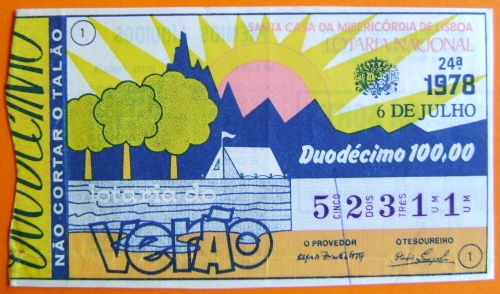 DUODÉCIMO
NÃO CORTAR O TALÃO
1
SANTA CASA DA MISERICÓRDIA DE LISBOA
LOTARIA NACIONAL
24ª
1978
6 DE JULHO
Duodécimo 100,00
lotaria do
Verão
5 2 3 1 1
CINCO DOIS TRÊS UM UM
O PROVEDOR
O TESOUREIRO
1